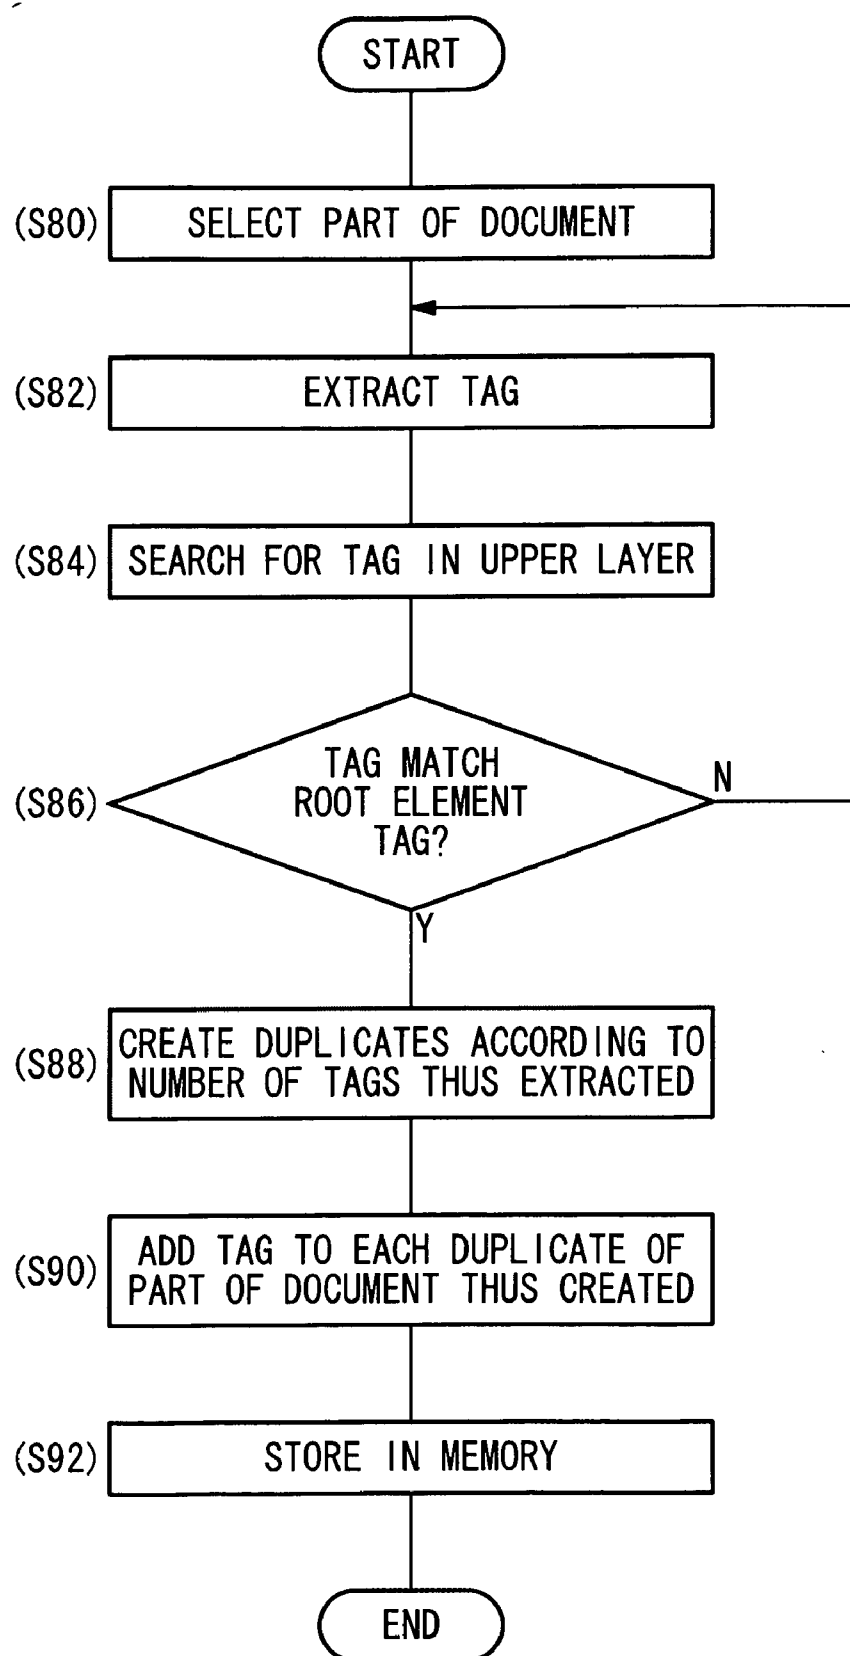 START
(S80) SELECT PART OF DOCUMENT
(S82) EXTRACT TAG
(S84) SEARCH FOR TAG IN UPPER LAYER
TAG MATCH
(S86) ROOT ELEMENT N
TAG?
Y
CREATE DUPLICATES ACCORDING TO
(S88) NUMBER OF TAGS THUS EXTRACTED
ADD TAG TO EACH DUPLICATE OF
(S90) PART OF DOCUMENT THUS CREATED
(S92) STORE IN MEMORY
END